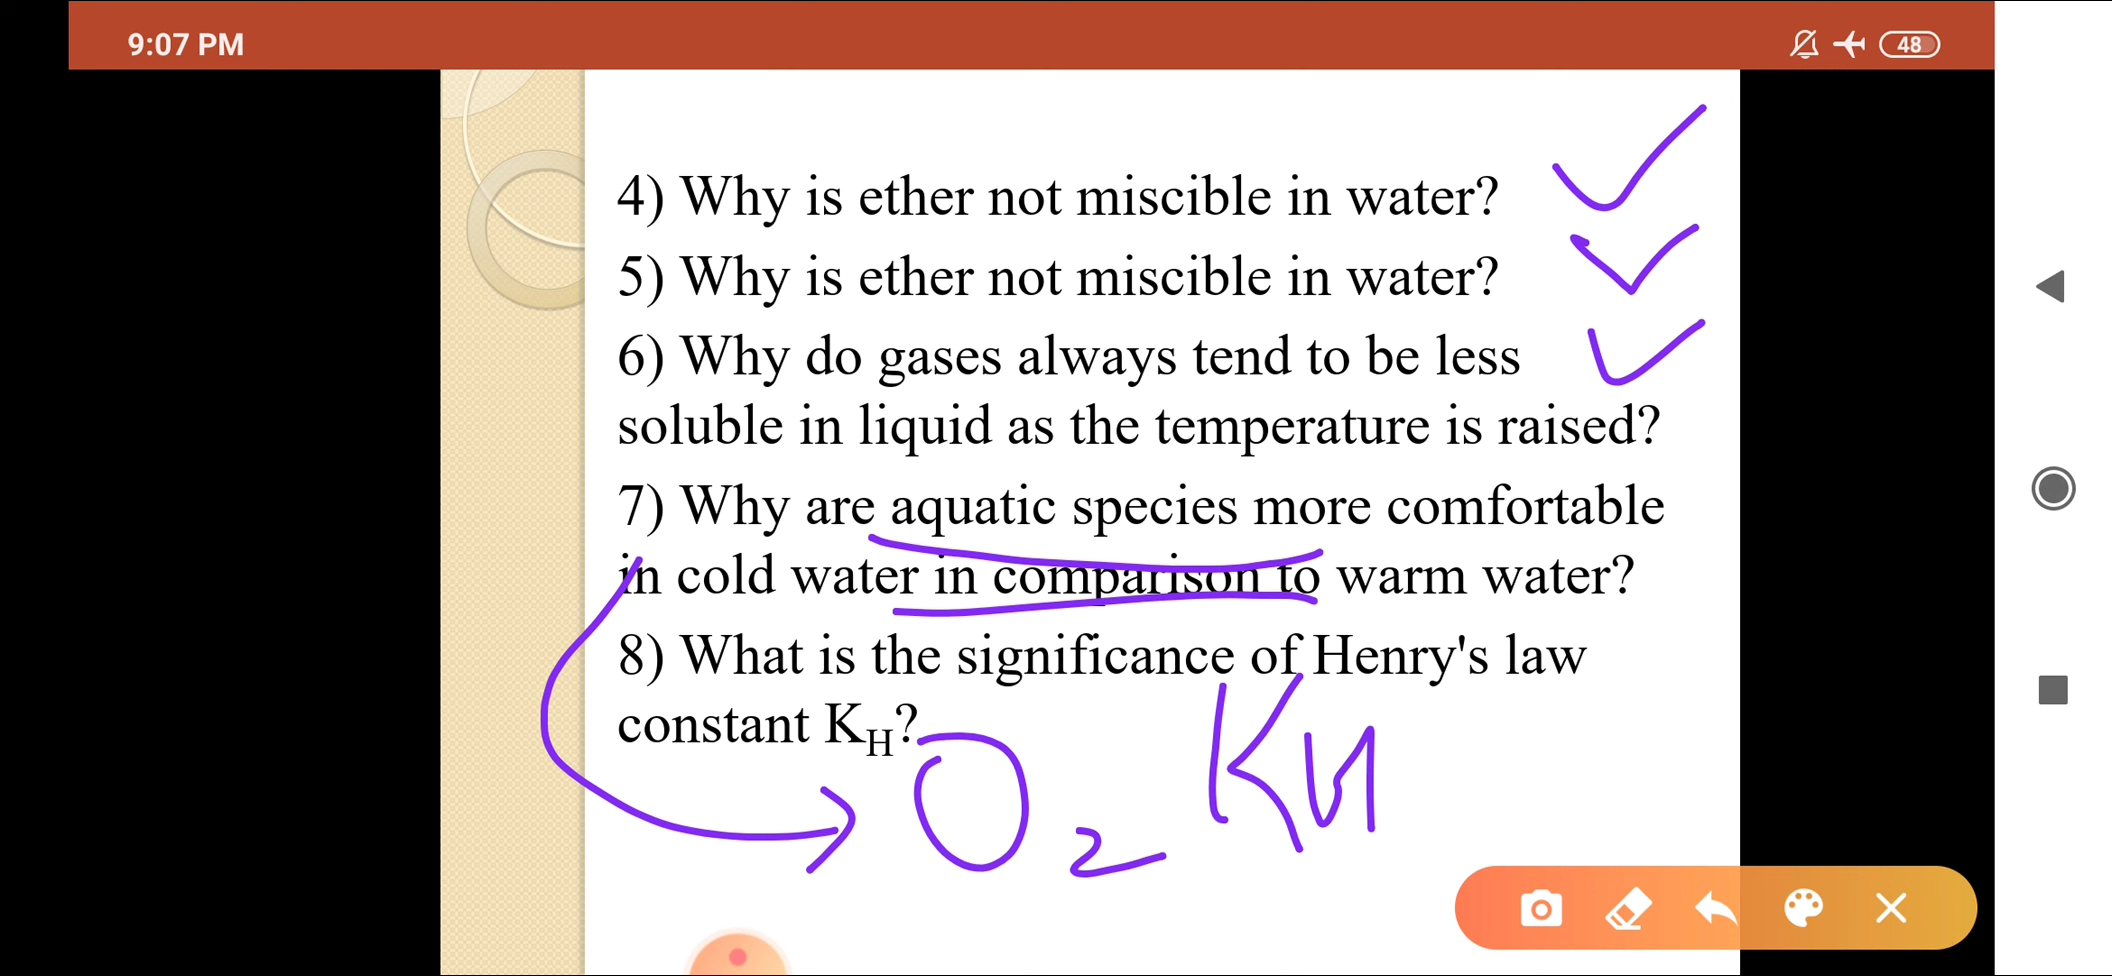 9:07 PM
48
4) Why is ether not miscible in water?
5) Why is ether not miscible in water?
6) Why do gases always tend to be less
soluble in liquid as the temperature is raised?
7) Why are aquatic species more comfortable
in cold water in comparison to warm water?
8) What is the significance of Henry's law
constant KH?
O2 KH